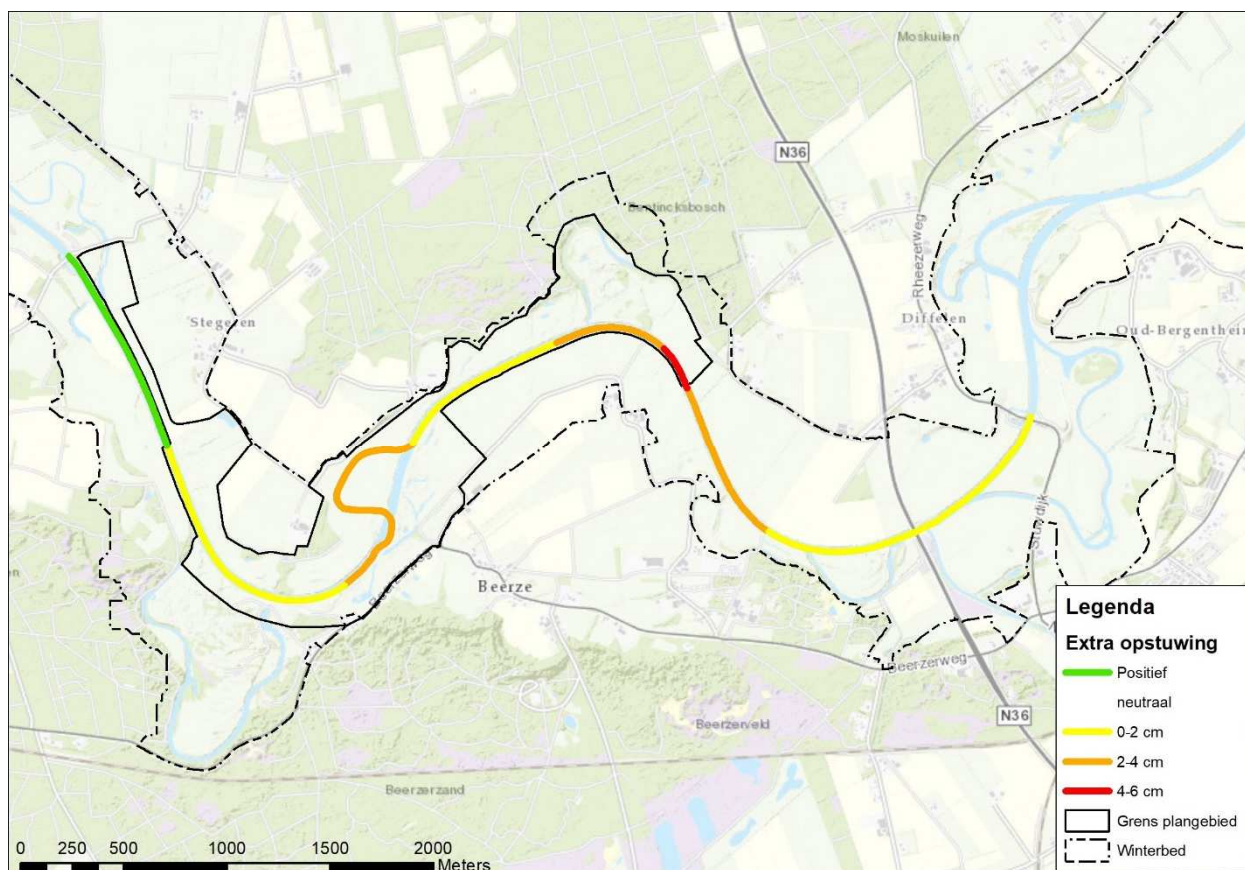 Moskuilen
N36
Bentincksbosch
Rheezerweg
Stegeren
Diffelen
Oud-Bergentheim
Beerze
Beerzerweg
N36
Beerzerveld
Beerzerzand
Legenda
Extra opstuwing
Positief
neutraal
0-2 cm
2-4 cm
4-6 cm
Grens plangebied
Winterbed
0 250 500 1000 1500 2000
Meters